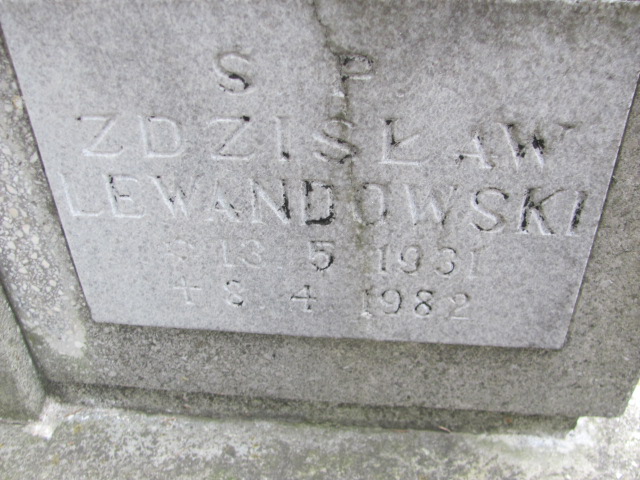 S P.
ZDZISŁAW
LEWANDOWSKI
* 13 5 1931
+ 8. 4 1982